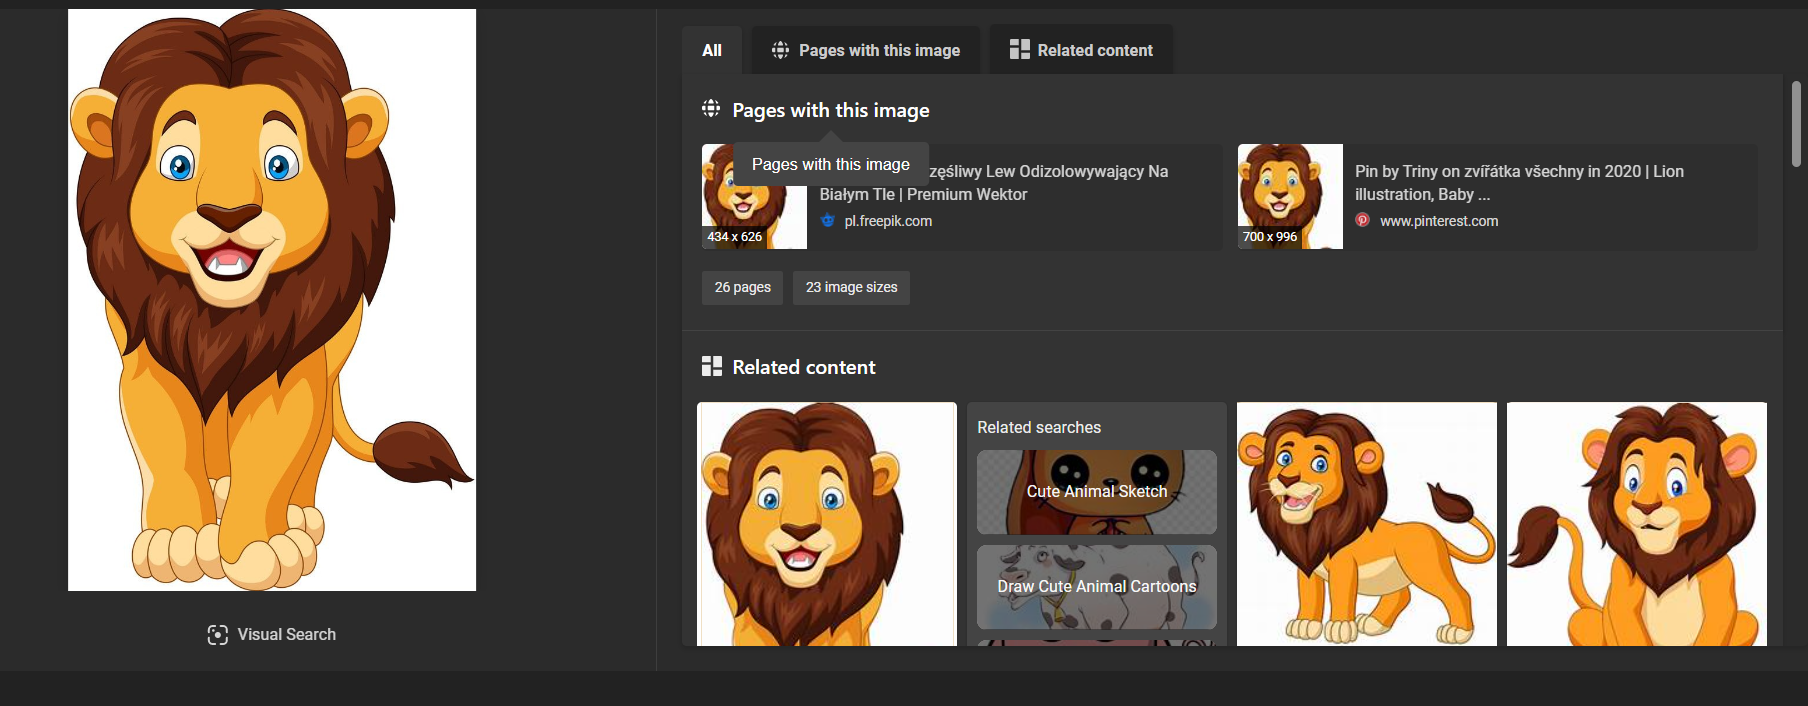 All
Pages with this image
Related content
Pages with this image
Pages with this image
zęśliwy Lew Odizolowywający Na
Białym Tle | Premium Wektor
pl.freepik.com
434 x 626
Pin by Triny on zvířátka všechny in 2020 | Lion
illustration, Baby ...
www.pinterest.com
700 x 996
26 pages
23 image sizes
Related content
Related searches
Cute Animal Sketch
Draw Cute Animal Cartoons
Visual Search